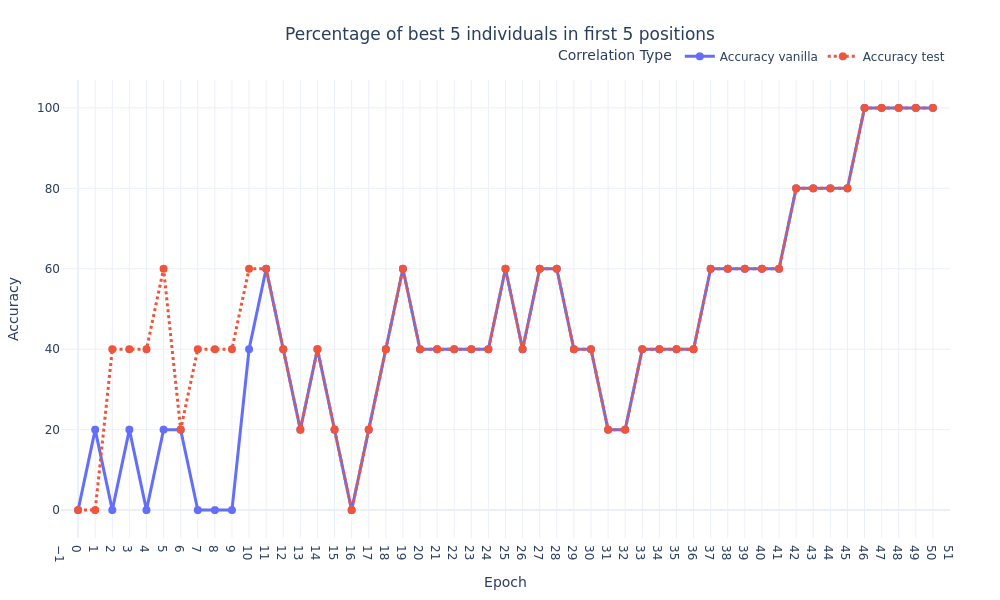 Percentage of best 5 individuals in first 5 positions
Correlation Type Accuracy vanilla Accuracy test
100
80
60
40
20
0
Accuracy
−1 0 1 2 3 4 5 6 7 8 9 10 11 12 13 14 15 16 17 18 19 20 21 22 23 24 25 26 27 28 29 30 31 32 33 34 35 36 37 38 39 40 41 42 43 44 45 46 47 48 49 50 51
Epoch